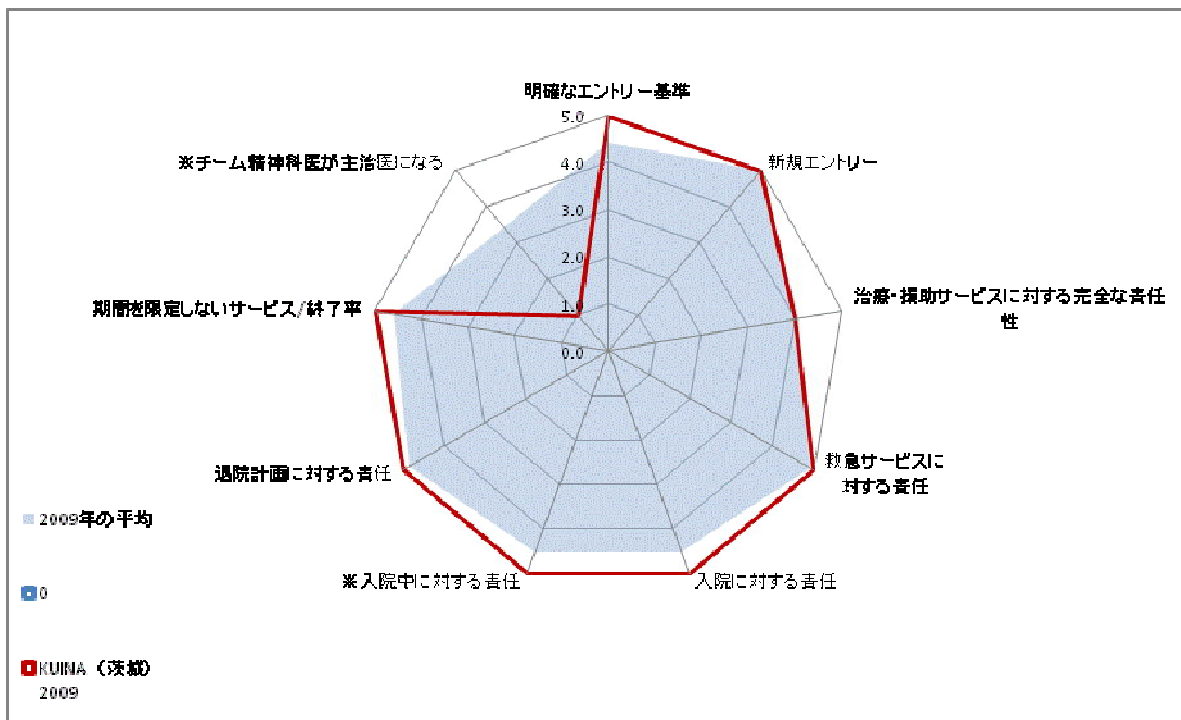 明確なエントリー基準
5.0
※チーム精神科医が主治医になる
新規エントリー
4.0
3.0
2.0
治療・援助サービスに対する完全な責任
性
期間を限定しないサービス/終了率
1.0
0.0
救急サービスに
対する責任
退院計画に対する責任
2009年の平均
※入院中に対する責任
入院に対する責任
0
KUINA（茨城）
2009